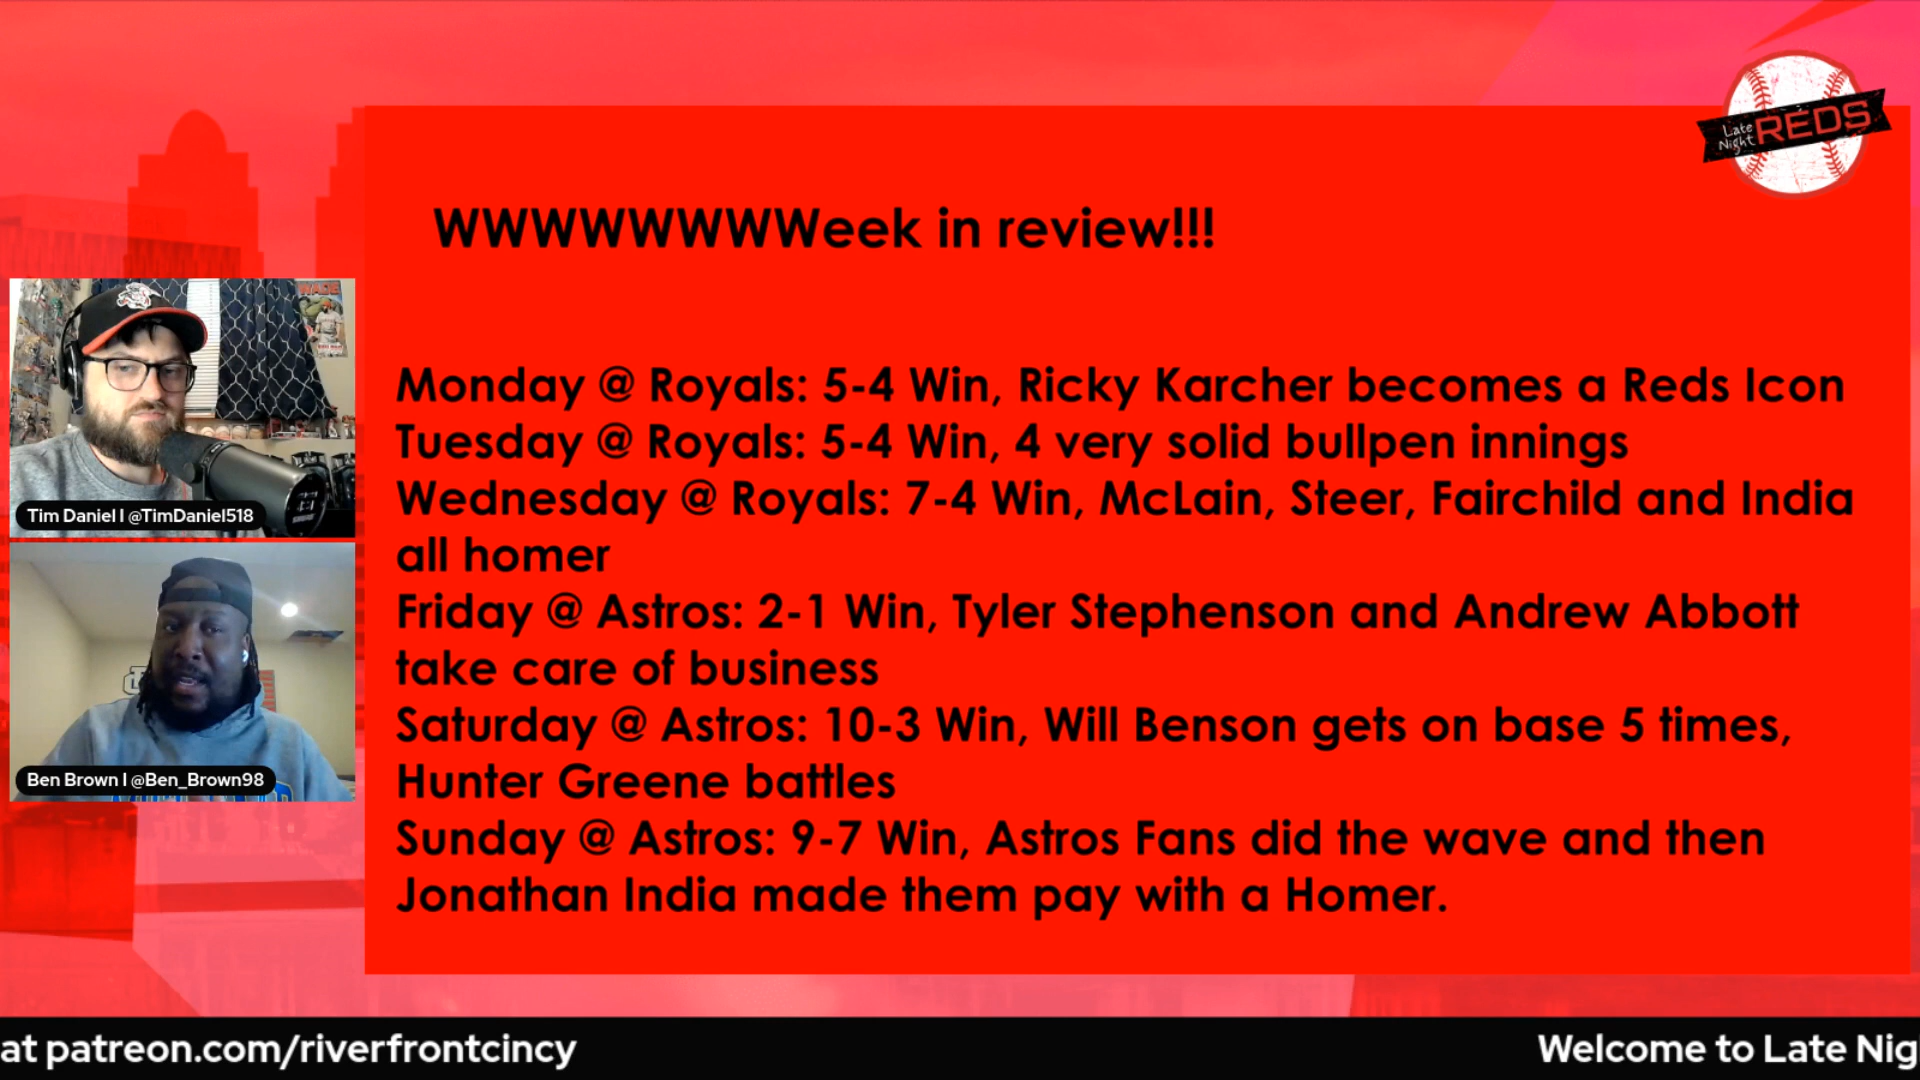 Late
Night
REDS
WWWWWWWWeek in review!!!
WADE
Monday @ Royals: 5-4 Win, Ricky Karcher becomes a Reds Icon
Tuesday @ Royals: 5-4 Win, 4 very solid bullpen innings
Wednesday @ Royals: 7-4 Win, McLain, Steer, Fairchild and India
all homer
Friday @ Astros: 2-1 Win, Tyler Stephenson and Andrew Abbott
take care of business
Saturday @ Astros: 10-3 Win, Will Benson gets on base 5 times,
Hunter Greene battles
Sunday @ Astros: 9-7 Win, Astros Fans did the wave and then
Jonathan India made them pay with a Homer.
Tim Daniel | @TimDaniel518
Ben Brown | @Ben_Brown98
at patreon.com/riverfrontcincy
Welcome to Late Nig